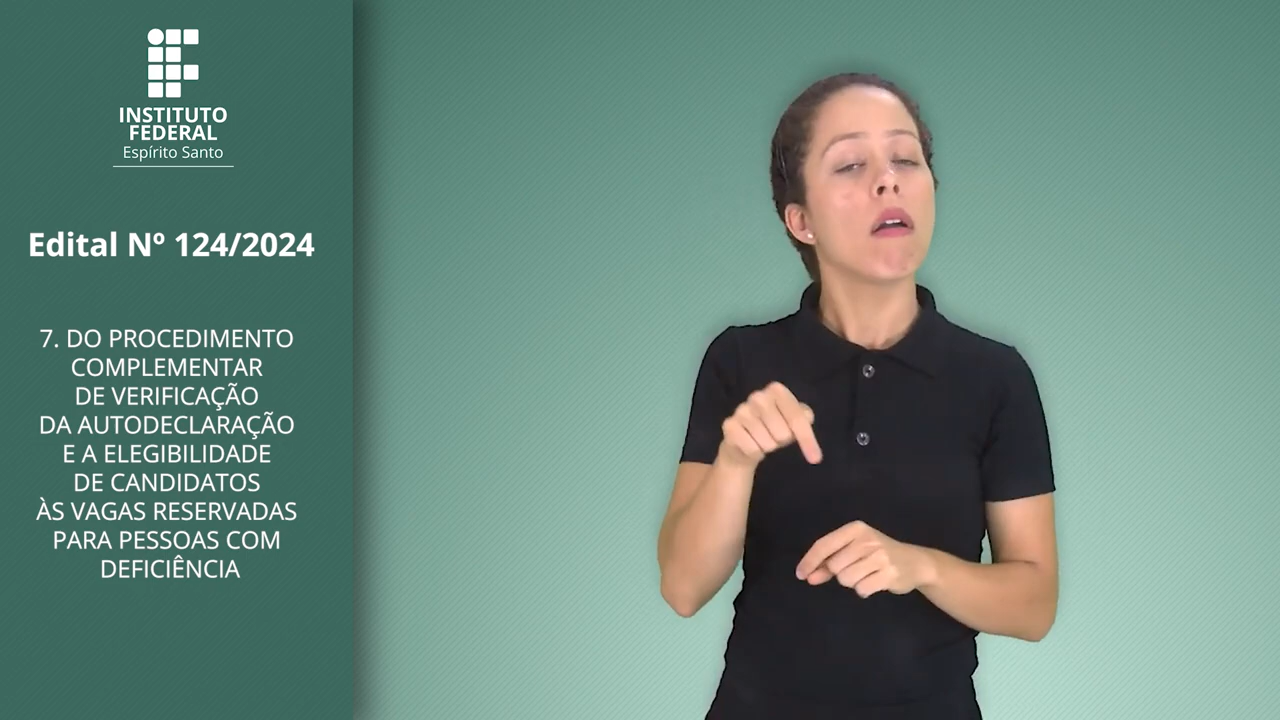 INSTITUTO
FEDERAL
Espírito Santo
Edital Nº 124/2024
7. DO PROCEDIMENTO
COMPLEMENTAR
DE VERIFICAÇÃO
DA AUTODECLARAÇÃO
E A ELEGIBILIDADE
DE CANDIDATOS
ÀS VAGAS RESERVADAS
PARA PESSOAS COM
DEFICIÊNCIA